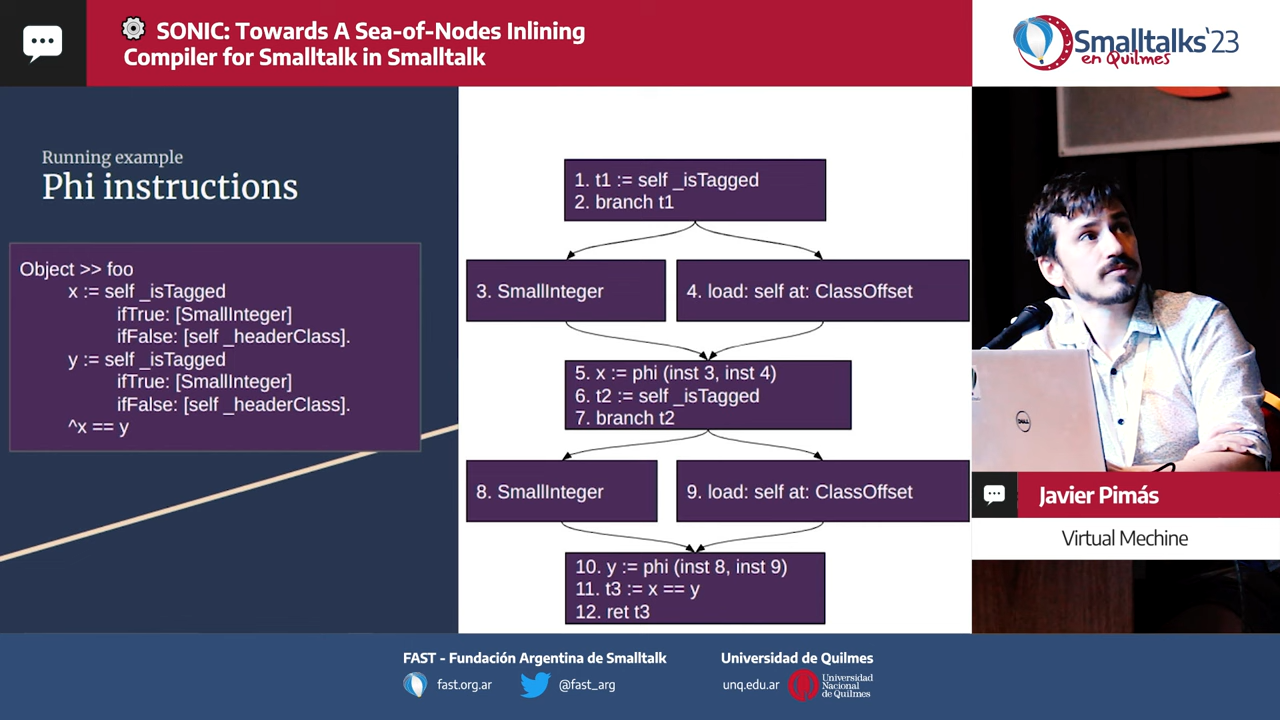 SONIC: Towards A Sea-of-Nodes Inlining
Compiler for Smalltalk in Smalltalk
Smalltalks'23
en Quilmes
Running example
Phi instructions
Object >> foo
x := self _isTagged
ifTrue: [SmallInteger]
ifFalse: [self _headerClass].
y := self _isTagged
ifTrue: [SmallInteger]
ifFalse: [self _headerClass].
^x == y
1. t1 := self _isTagged
2. branch t1
3. SmallInteger
4. load: self at: ClassOffset
5. x := phi (inst 3, inst 4)
6. t2 := self _isTagged
7. branch t2
8. SmallInteger
9. load: self at: ClassOffset
10. y := phi (inst 8, inst 9)
11. t3 := x == y
12. ret t3
DELL
Javier Pimás
Virtual Mechine
FAST - Fundación Argentina de Smalltalk
fast.org.ar
@fast_arg
Universidad de Quilmes
unq.edu.ar
Universidad
Nacional
de Quilmes